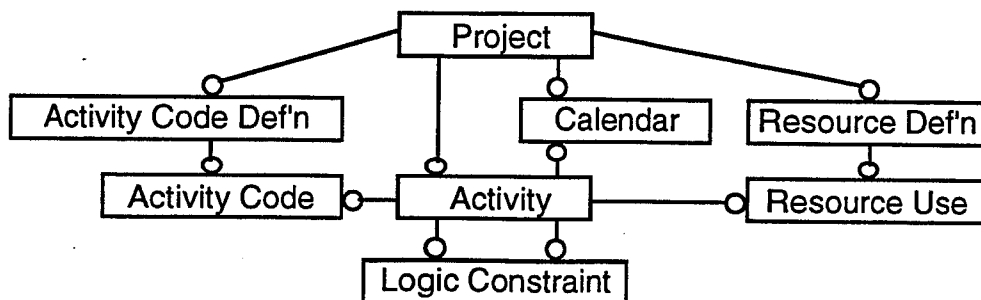 Project
Activity Code Def'n
Calendar
Resource Def'n
Activity Code
Activity
Resource Use
Logic Constraint